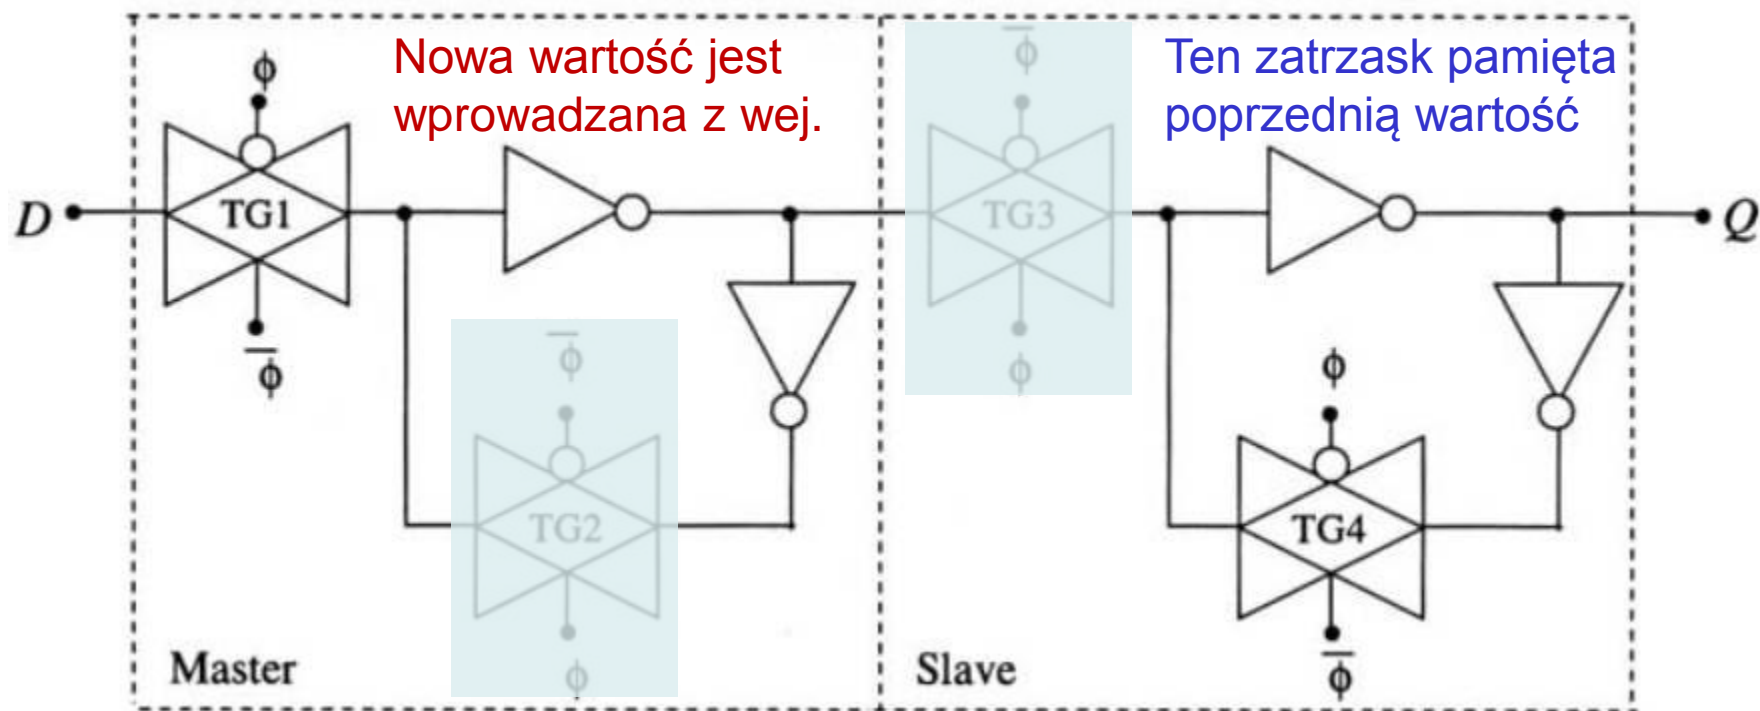 Nowa wartość jest
wprowadzana z wej.
Ten zatrzask pamięta
poprzednią wartość
ϕ
ϕ̅
D
TG1
TG3
Q
ϕ̅
ϕ̅
ϕ
ϕ
TG2
TG4
ϕ
ϕ̅
Master
Slave